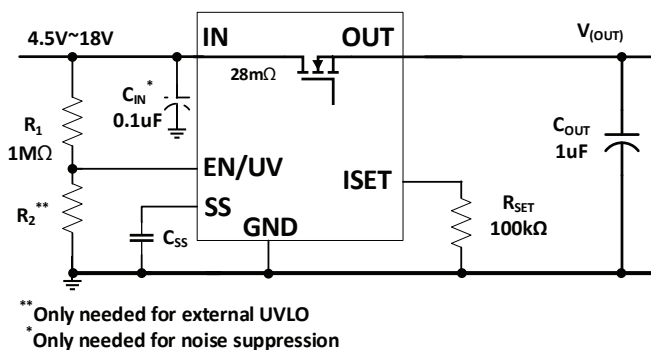 4.5V~18V
IN
OUT
V(OUT)
28mΩ
CIN*
0.1uF
R1
1MΩ
COUT
1uF
EN/UV
ISET
R2**
SS
RSET
100kΩ
CSS
GND
**Only needed for external UVLO
*Only needed for noise suppression